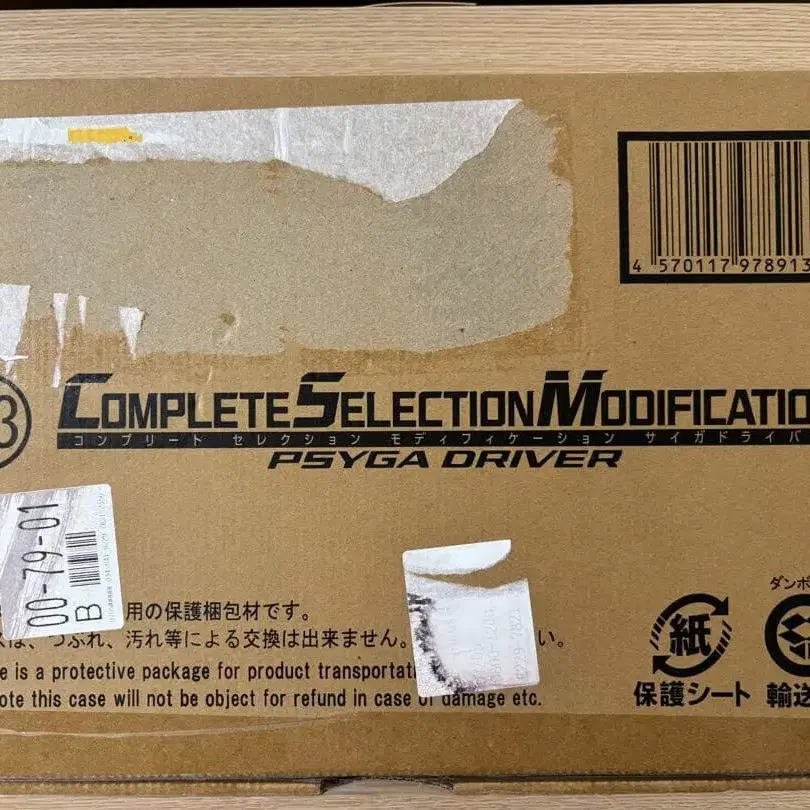 4 570117 978913
3
COMPLETE SELECTION MODIFICATIO
コンプリート セレクション モディフィケーション サイガドライバ
PSYGA DRIVER
00-79-01
B
用の保護梱包材です。
つぶれ、汚れ等による交換は出来ません。
い。
e is a protective package for product transportat
ote this case will not be object for refund in case of damage etc.
紙
保護シート
ダンボ
輸送